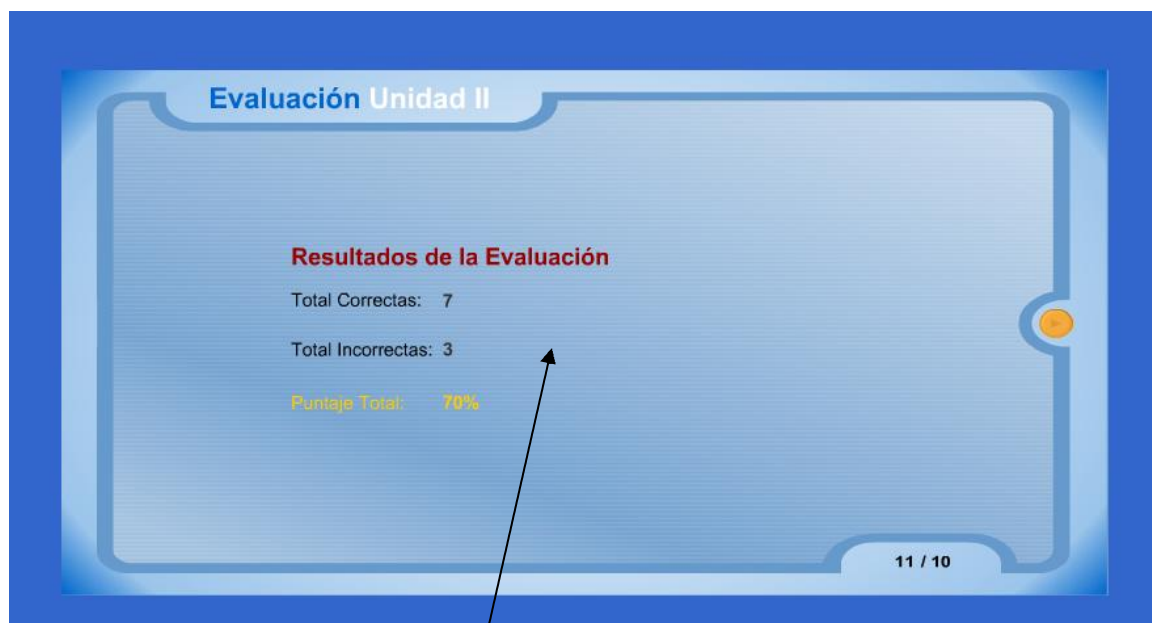 Evaluación Unidad II
Resultados de la Evaluación
Total Correctas: 7
Total Incorrectas: 3
Puntaje Total: 70%
11 / 10